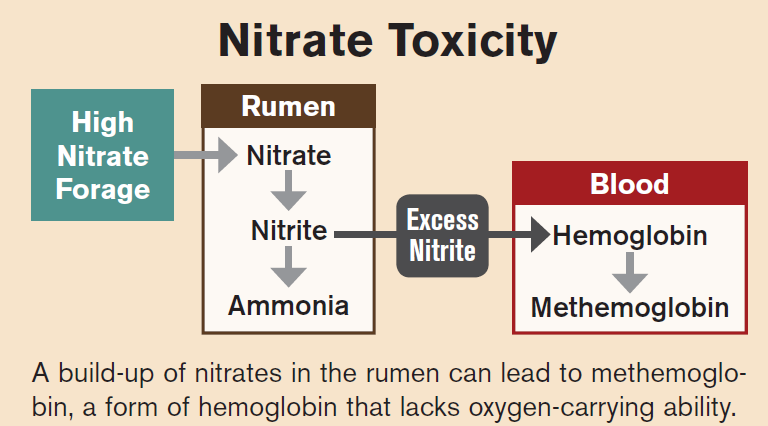 Nitrate Toxicity
High
Nitrate
Forage
Rumen
Nitrate
Nitrite
Ammonia
Excess
Nitrite
Blood
Hemoglobin
Methemoglobin
A build-up of nitrates in the rumen can lead to methemoglo-
bin, a form of hemoglobin that lacks oxygen-carrying ability.